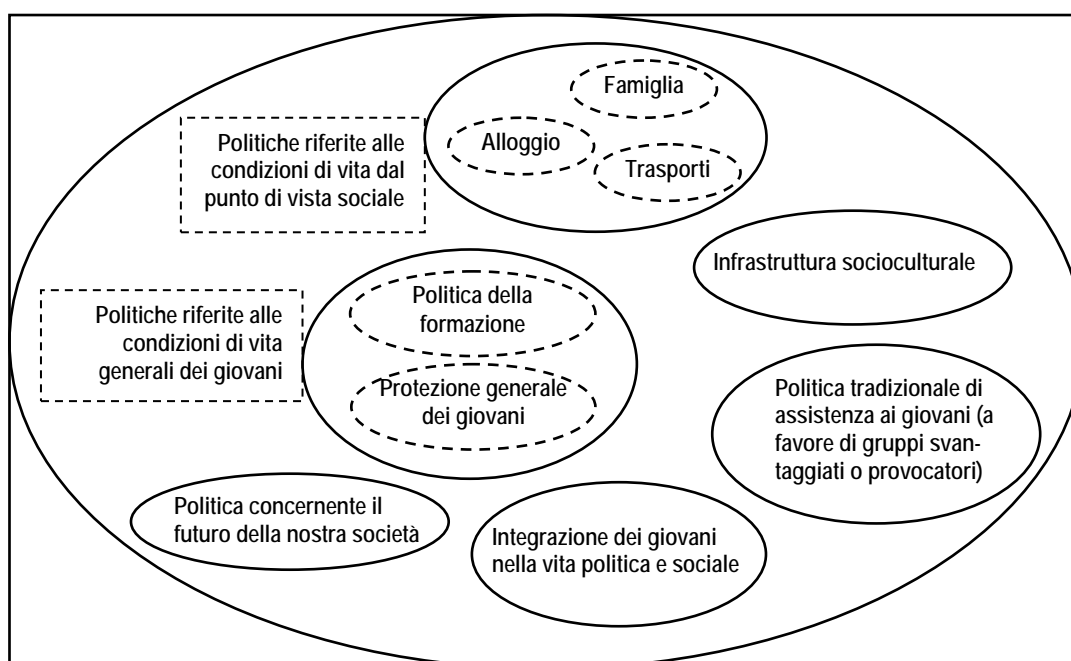 Famiglia
Alloggio
Trasporti
Politiche riferite alle
condizioni di vita dal
punto di vista sociale
Infrastruttura socioculturale
Politica della
formazione
Politiche riferite alle
condizioni di vita
generali dei giovani
Protezione generale
dei giovani
Politica tradizionale di
assistenza ai giovani (a
favore di gruppi svan-
taggiati o provocatori)
Politica concernente il
futuro della nostra società
Integrazione dei giovani
nella vita politica e sociale